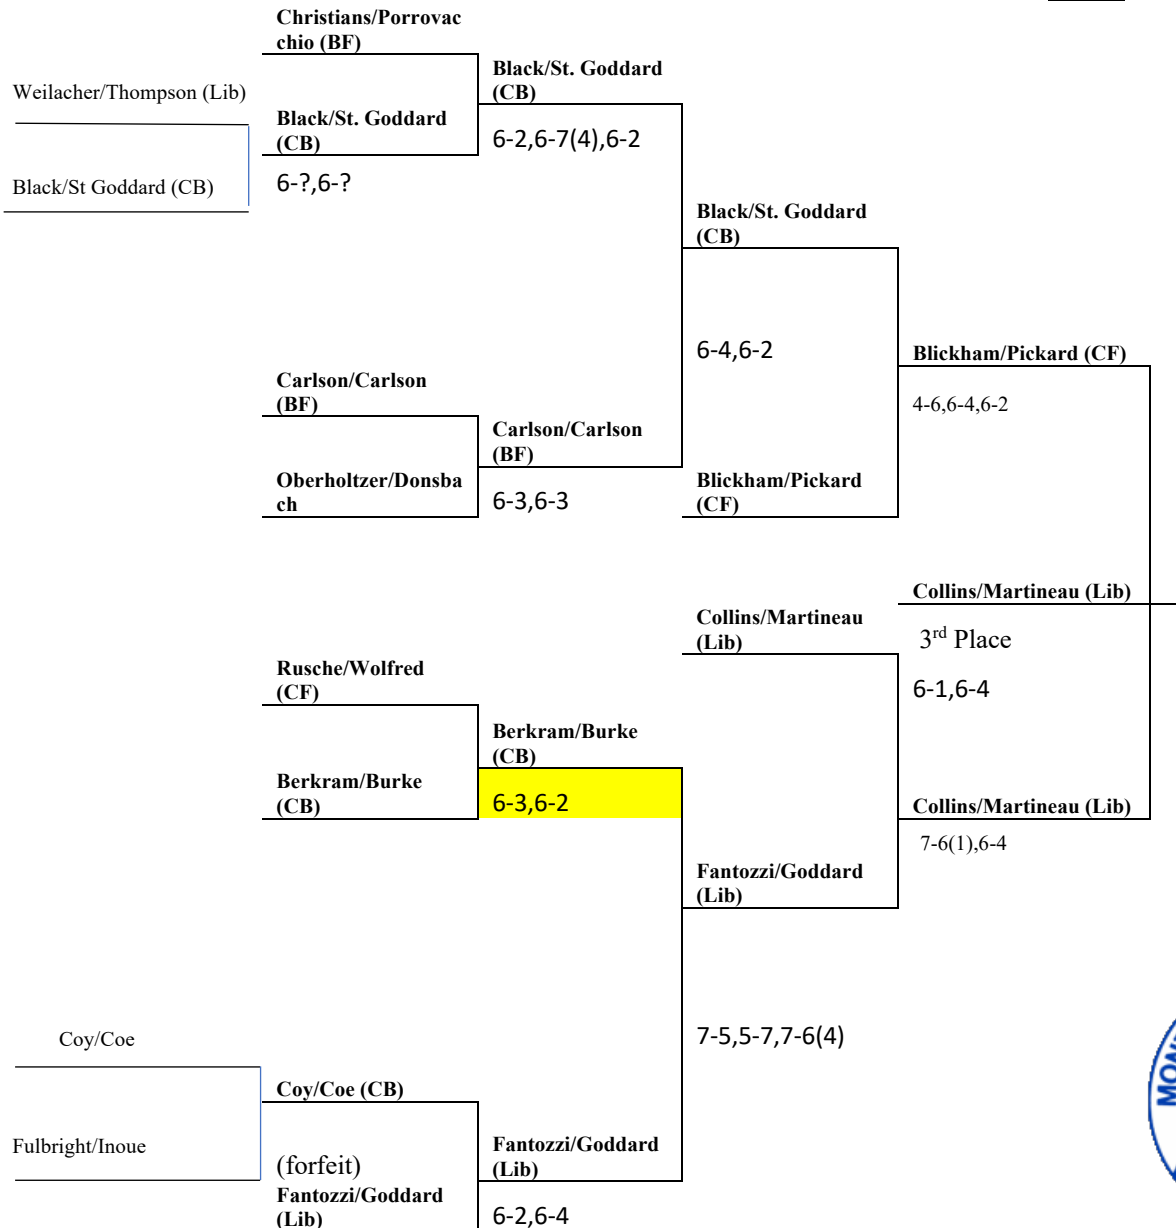 Christians/Porrovac
chio (BF)
Weilacher/Thompson (Lib)
Black/St. Goddard
(CB)
Black/St. Goddard
(CB)
6-2,6-7(4),6-2
Black/St Goddard (CB)
6-?,6-?
Black/St. Goddard
(CB)
6-4,6-2
Blickham/Pickard (CF)
4-6,6-4,6-2
Carlson/Carlson
(BF)
Carlson/Carlson
(BF)
Oberholtzer/Donsba
ch
6-3,6-3
Blickham/Pickard
(CF)
Collins/Martineau (Lib)
Collins/Martineau
(Lib)
3rd Place
6-1,6-4
Rusche/Wolfred
(CF)
Berkram/Burke
(CB)
Berkram/Burke
(CB)
6-3,6-2
Collins/Martineau (Lib)
7-6(1),6-4
Fantozzi/Goddard
(Lib)
7-5,5-7,7-6(4)
Coy/Coe
Coy/Coe (CB)
Fulbright/Inoue
Fantozzi/Goddard
(Lib)
(forfeit)
Fantozzi/Goddard
(Lib)
6-2,6-4